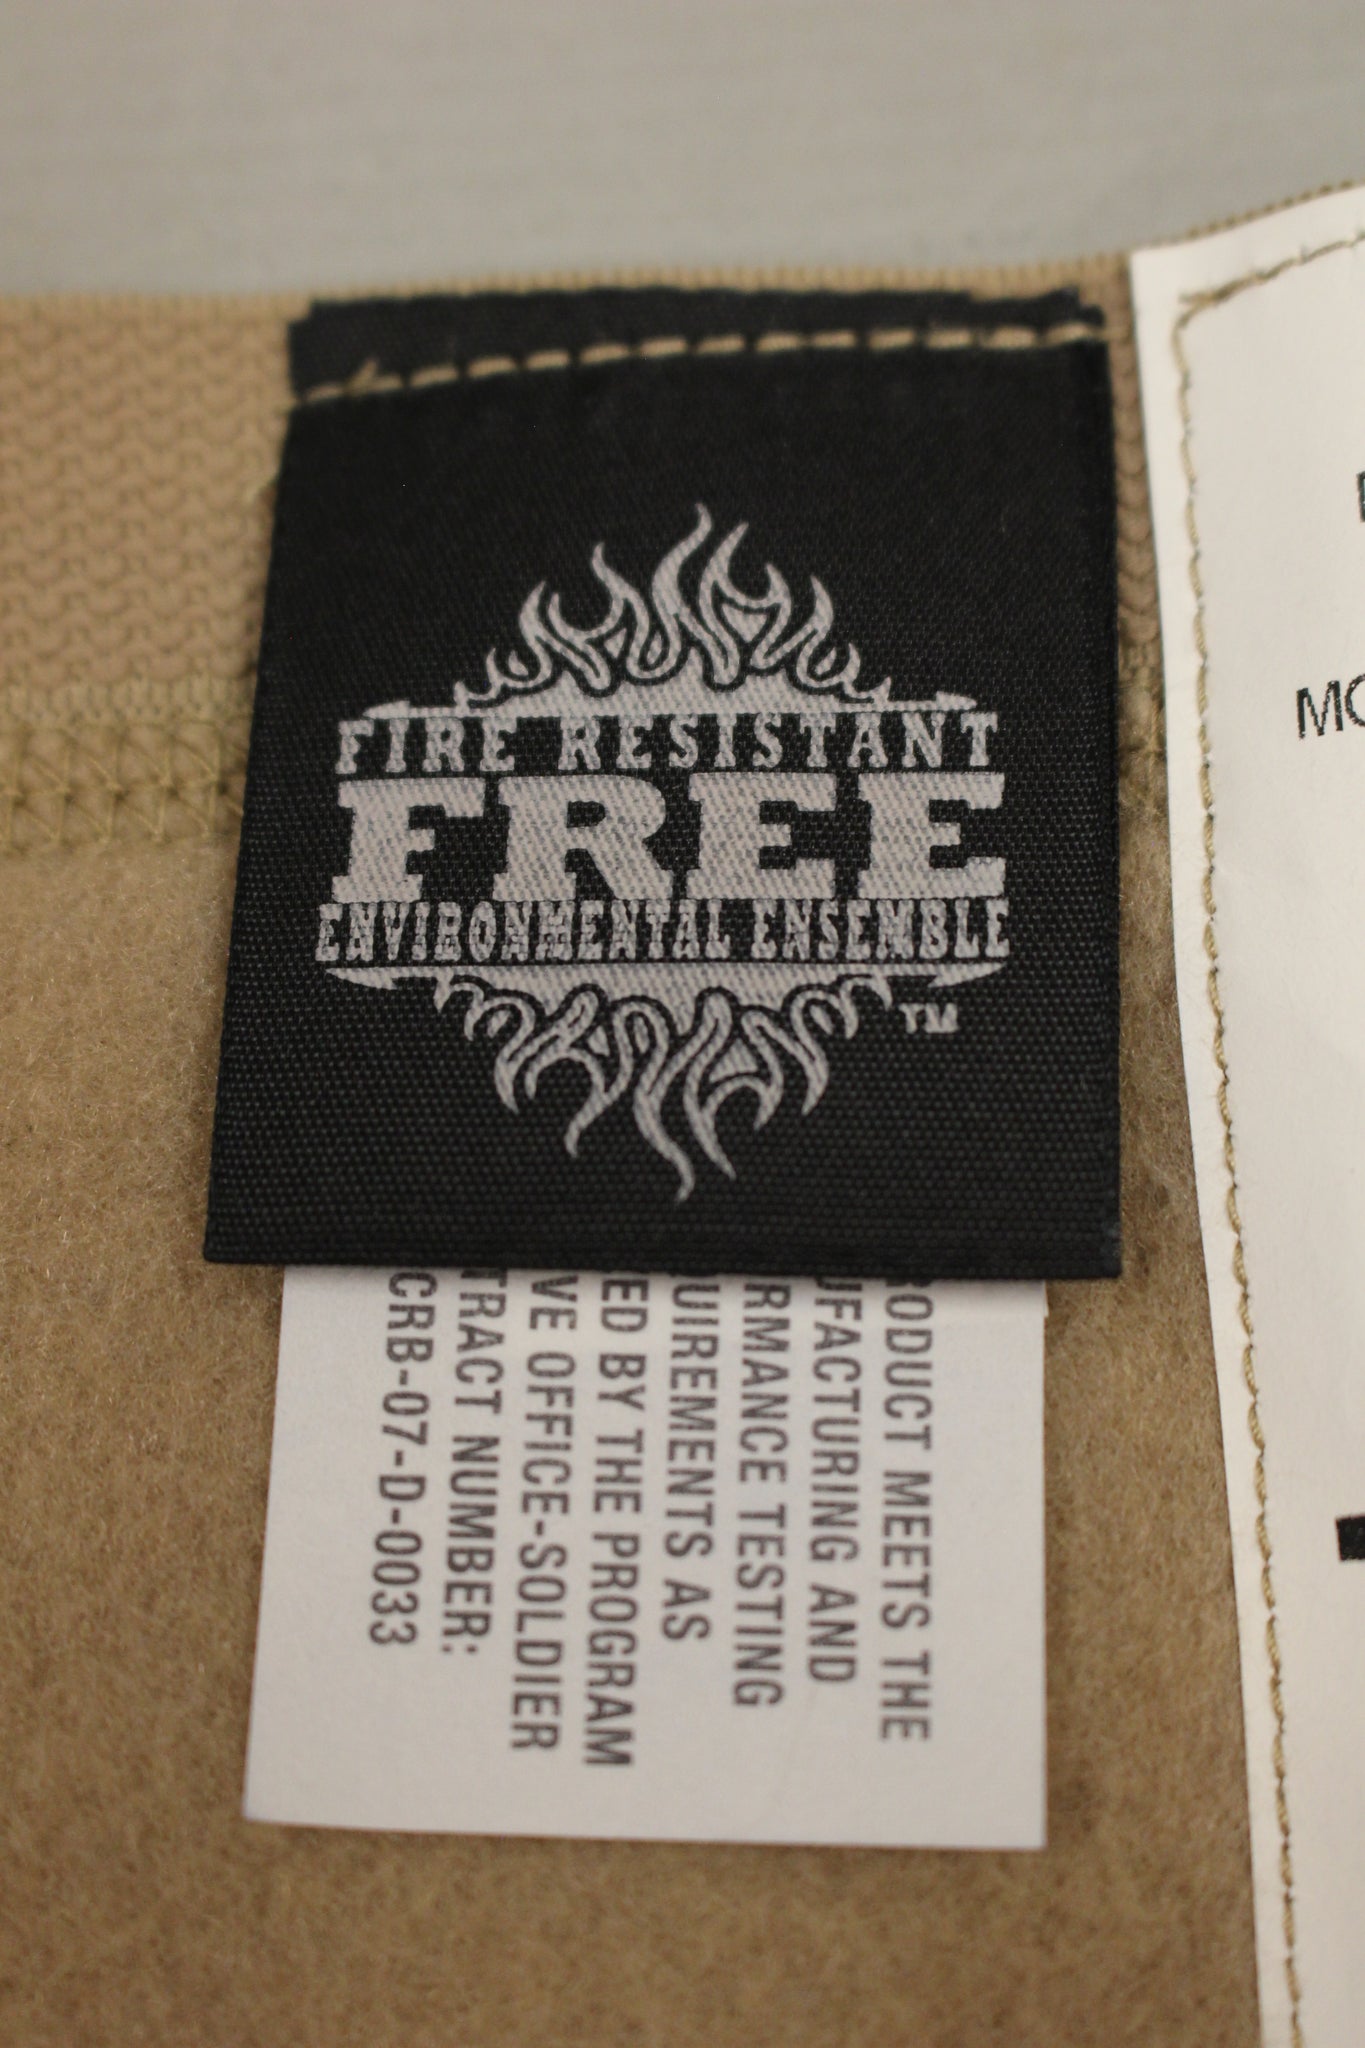 FIRE RESISTANT
FREE
ENVIRONMENTAL ENSEMBLE
TM
RODUCT MEETS THE
UFACTURING AND
RMANCE TESTING
UIREMENTS AS
ED BY THE PROGRAM
VE OFFICE-SOLDIER
TRACT NUMBER:
CRB-07-D-0033
MO